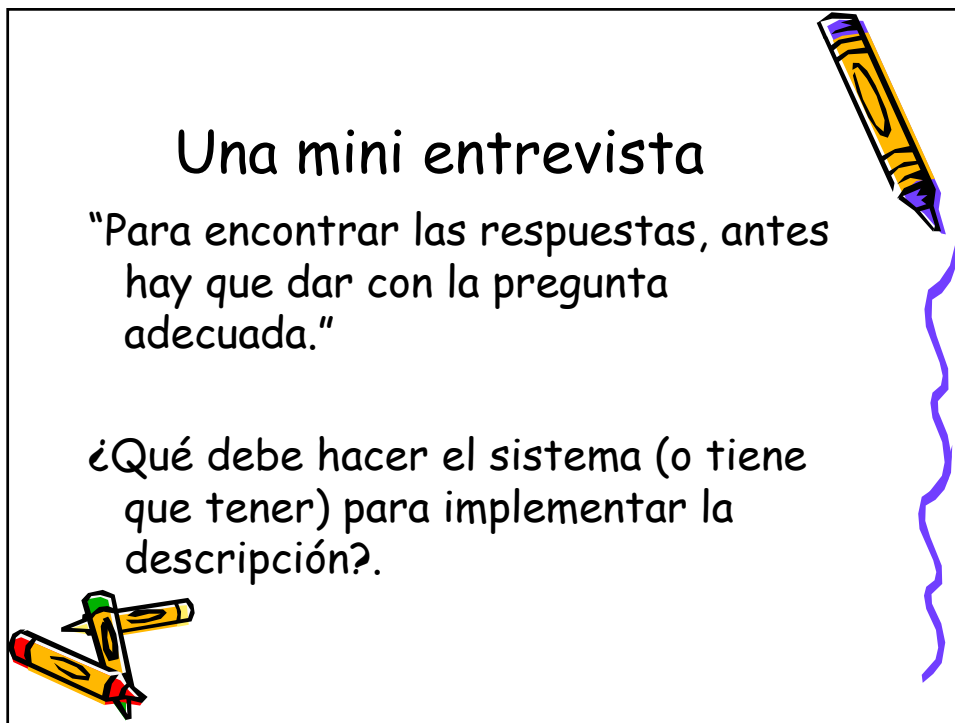 Una mini entrevista
“Para encontrar las respuestas, antes
hay que dar con la pregunta
adecuada.”
¿Qué debe hacer el sistema (o tiene
que tener) para implementar la
descripción?.